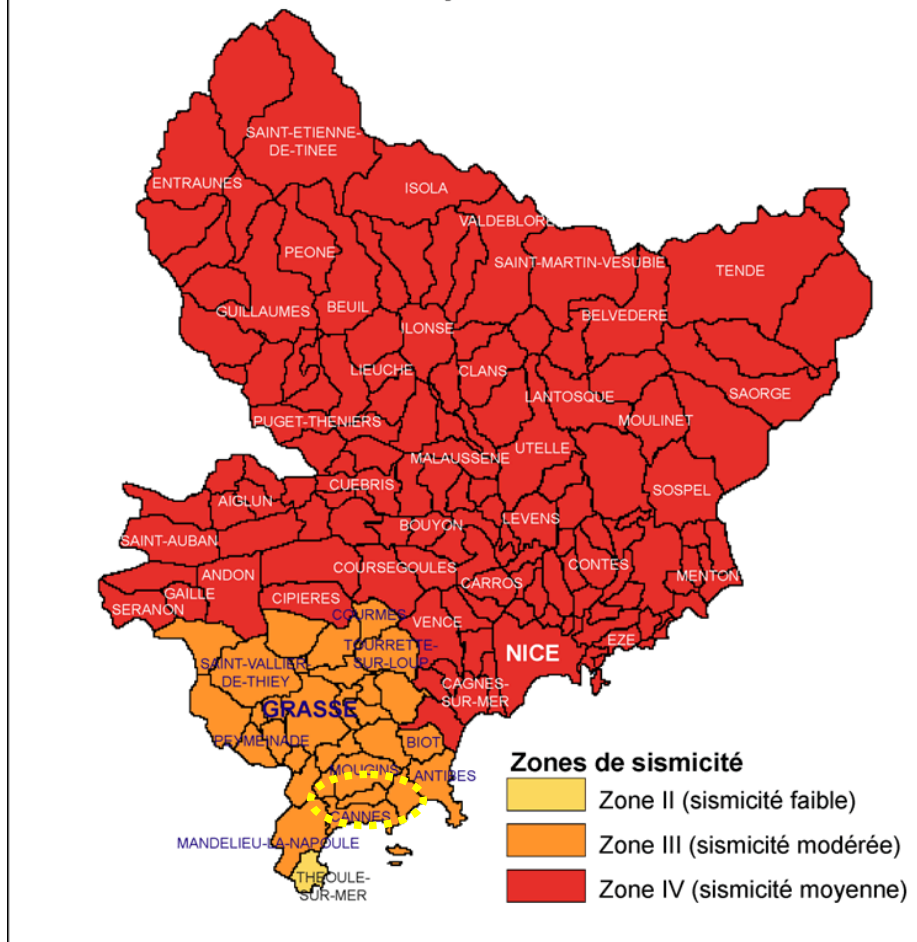 SAINT-ETIENNE-
DE-TINEE
ENTRAUNES
ISOLA
VALDEBLORE
SAINT-MARTIN-VESUBIE
TENDE
PEONE
GUILLAUMES
BEUIL
BELVEDERE
ILONSE
LIEUCHE
CLANS
LANTOSQUE
SAORGE
MOULINET
PUGET-THENIERS
UTELLE
MALAUSSENE
CUEBRIS
SOSPEL
AIGLUN
LEVENS
BOUYON
SAINT-AUBAN
CONTES
COURSEGOULES
ANDON
CARROS
MENTON
GAILLE
CIPIERES
SERANON
COURMES
VENCE
EZE
TOURRETTE-
SUR-LOUP
NICE
SAINT-VALLIER-
DE-THIEY
CAGNES-
SUR-MER
GRASSE
PEYMEINADE
BIOT
MOUGINS
ANTIBES
CANNES
MANDELIEU-LA-NAPOULE
THEOULE-
SUR-MER
Zones de sismicité
Zone II (sismicité faible)
Zone III (sismicité modérée)
Zone IV (sismicité moyenne)